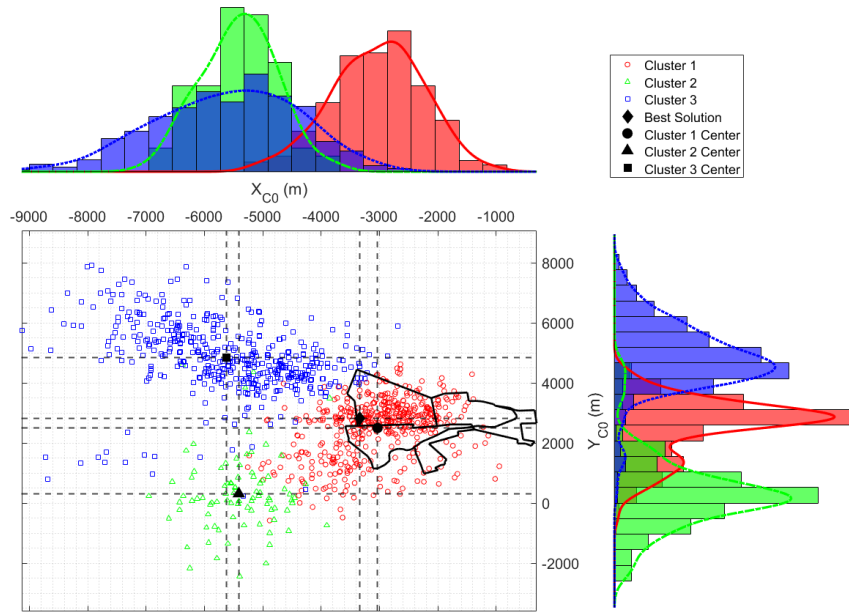 Cluster 1
Cluster 2
Cluster 3
Best Solution
Cluster 1 Center
Cluster 2 Center
Cluster 3 Center
X_C0 (m)
-9000 -8000 -7000 -6000 -5000 -4000 -3000 -2000 -1000
8000
6000
4000
2000
0
-2000
Y_C0 (m)